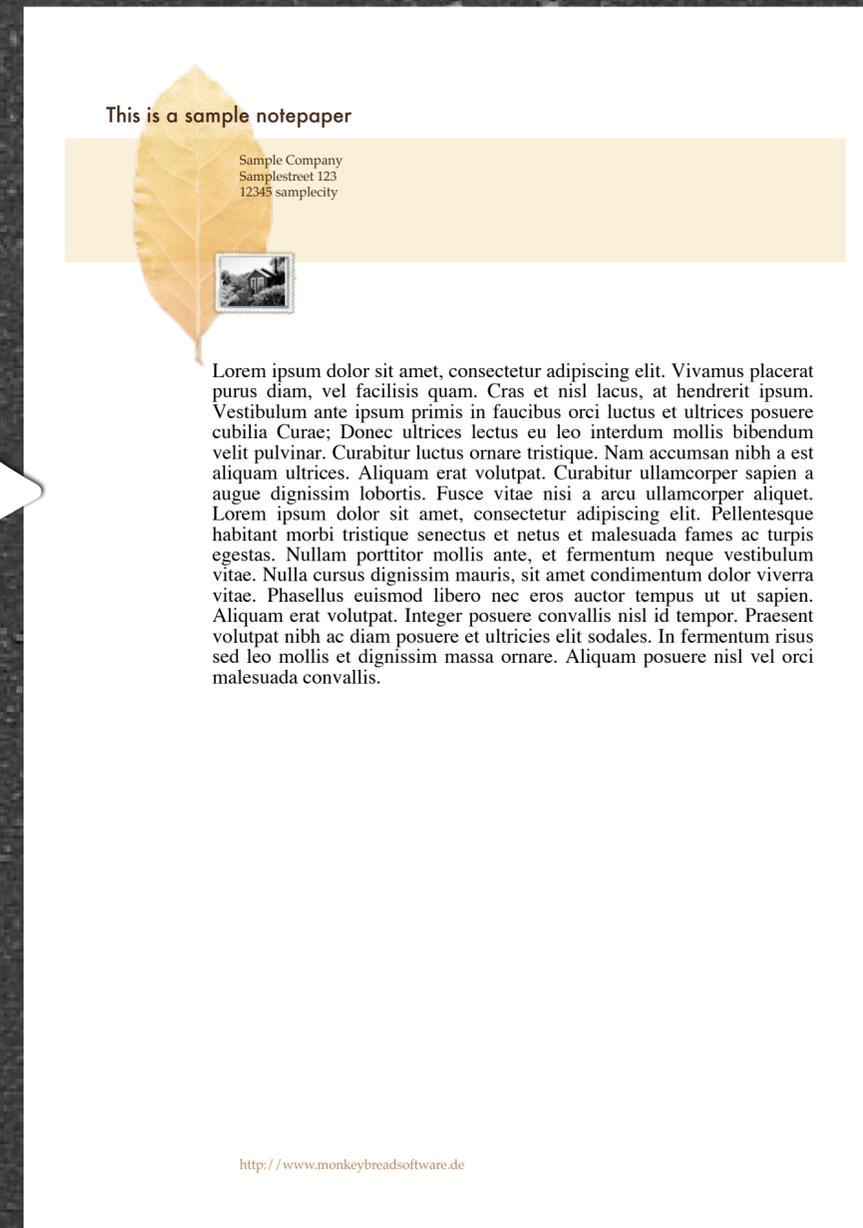 This is a sample notepaper
Sample Company
Samplestreet 123
12345 samplecity
Lorem ipsum dolor sit amet, consectetur adipiscing elit. Vivamus placerat
purus diam, vel facilisis quam. Cras et nisl lacus, at hendrerit ipsum.
Vestibulum ante ipsum primis in faucibus orci luctus et ultrices posuere
cubilia Curae; Donec ultrices lectus eu leo interdum mollis bibendum
velit pulvinar. Curabitur luctus ornare tristique. Nam accumsan nibh a est
aliquam ultrices. Aliquam erat volutpat. Curabitur ullamcorper sapien a
augue dignissim lobortis. Fusce vitae nisi a arcu ullamcorper aliquet.
Lorem ipsum dolor sit amet, consectetur adipiscing elit. Pellentesque
habitant morbi tristique senectus et netus et malesuada fames ac turpis
egestas. Nullam porttitor mollis ante, et fermentum neque vestibulum
vitae. Nulla cursus dignissim mauris, sit amet condimentum dolor viverra
vitae. Phasellus euismod libero nec eros auctor tempus ut ut sapien.
Aliquam erat volutpat. Integer posuere convallis nisl id tempor. Praesent
volutpat nibh ac diam posuere et ultricies elit sodales. In fermentum risus
sed leo mollis et dignissim massa ornare. Aliquam posuere nisl vel orci
malesuada convallis.
http://www.monkeybreadsoftware.de